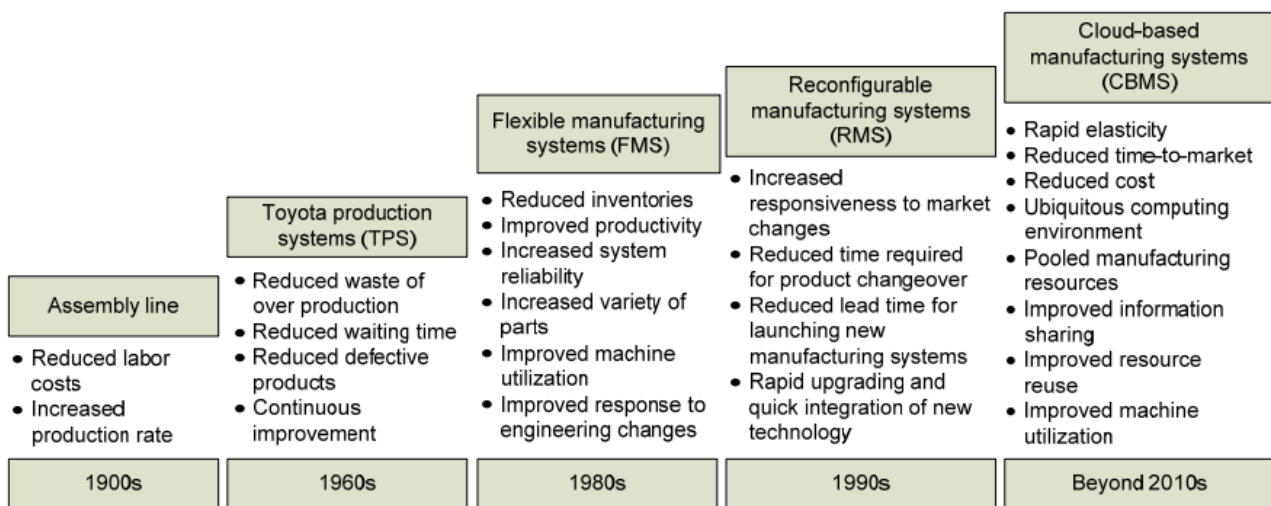 Assembly line
• Reduced labor
costs
• Increased
production rate
1900s
Toyota production
systems (TPS)
• Reduced waste of
over production
• Reduced waiting time
• Reduced defective
products
• Continuous
improvement
1960s
Flexible manufacturing
systems (FMS)
• Reduced inventories
• Improved productivity
• Increased system
reliability
• Increased variety of
parts
• Improved machine
utilization
• Improved response to
engineering changes
1980s
Reconfigurable
manufacturing systems
(RMS)
• Increased
responsiveness to market
changes
• Reduced time required
for product changeover
• Reduced lead time for
launching new
manufacturing systems
• Rapid upgrading and
quick integration of new
technology
1990s
Cloud-based
manufacturing systems
(CBMS)
• Rapid elasticity
• Reduced time-to-market
• Reduced cost
• Ubiquitous computing
environment
• Pooled manufacturing
resources
• Improved information
sharing
• Improved resource
reuse
• Improved machine
utilization
Beyond 2010s